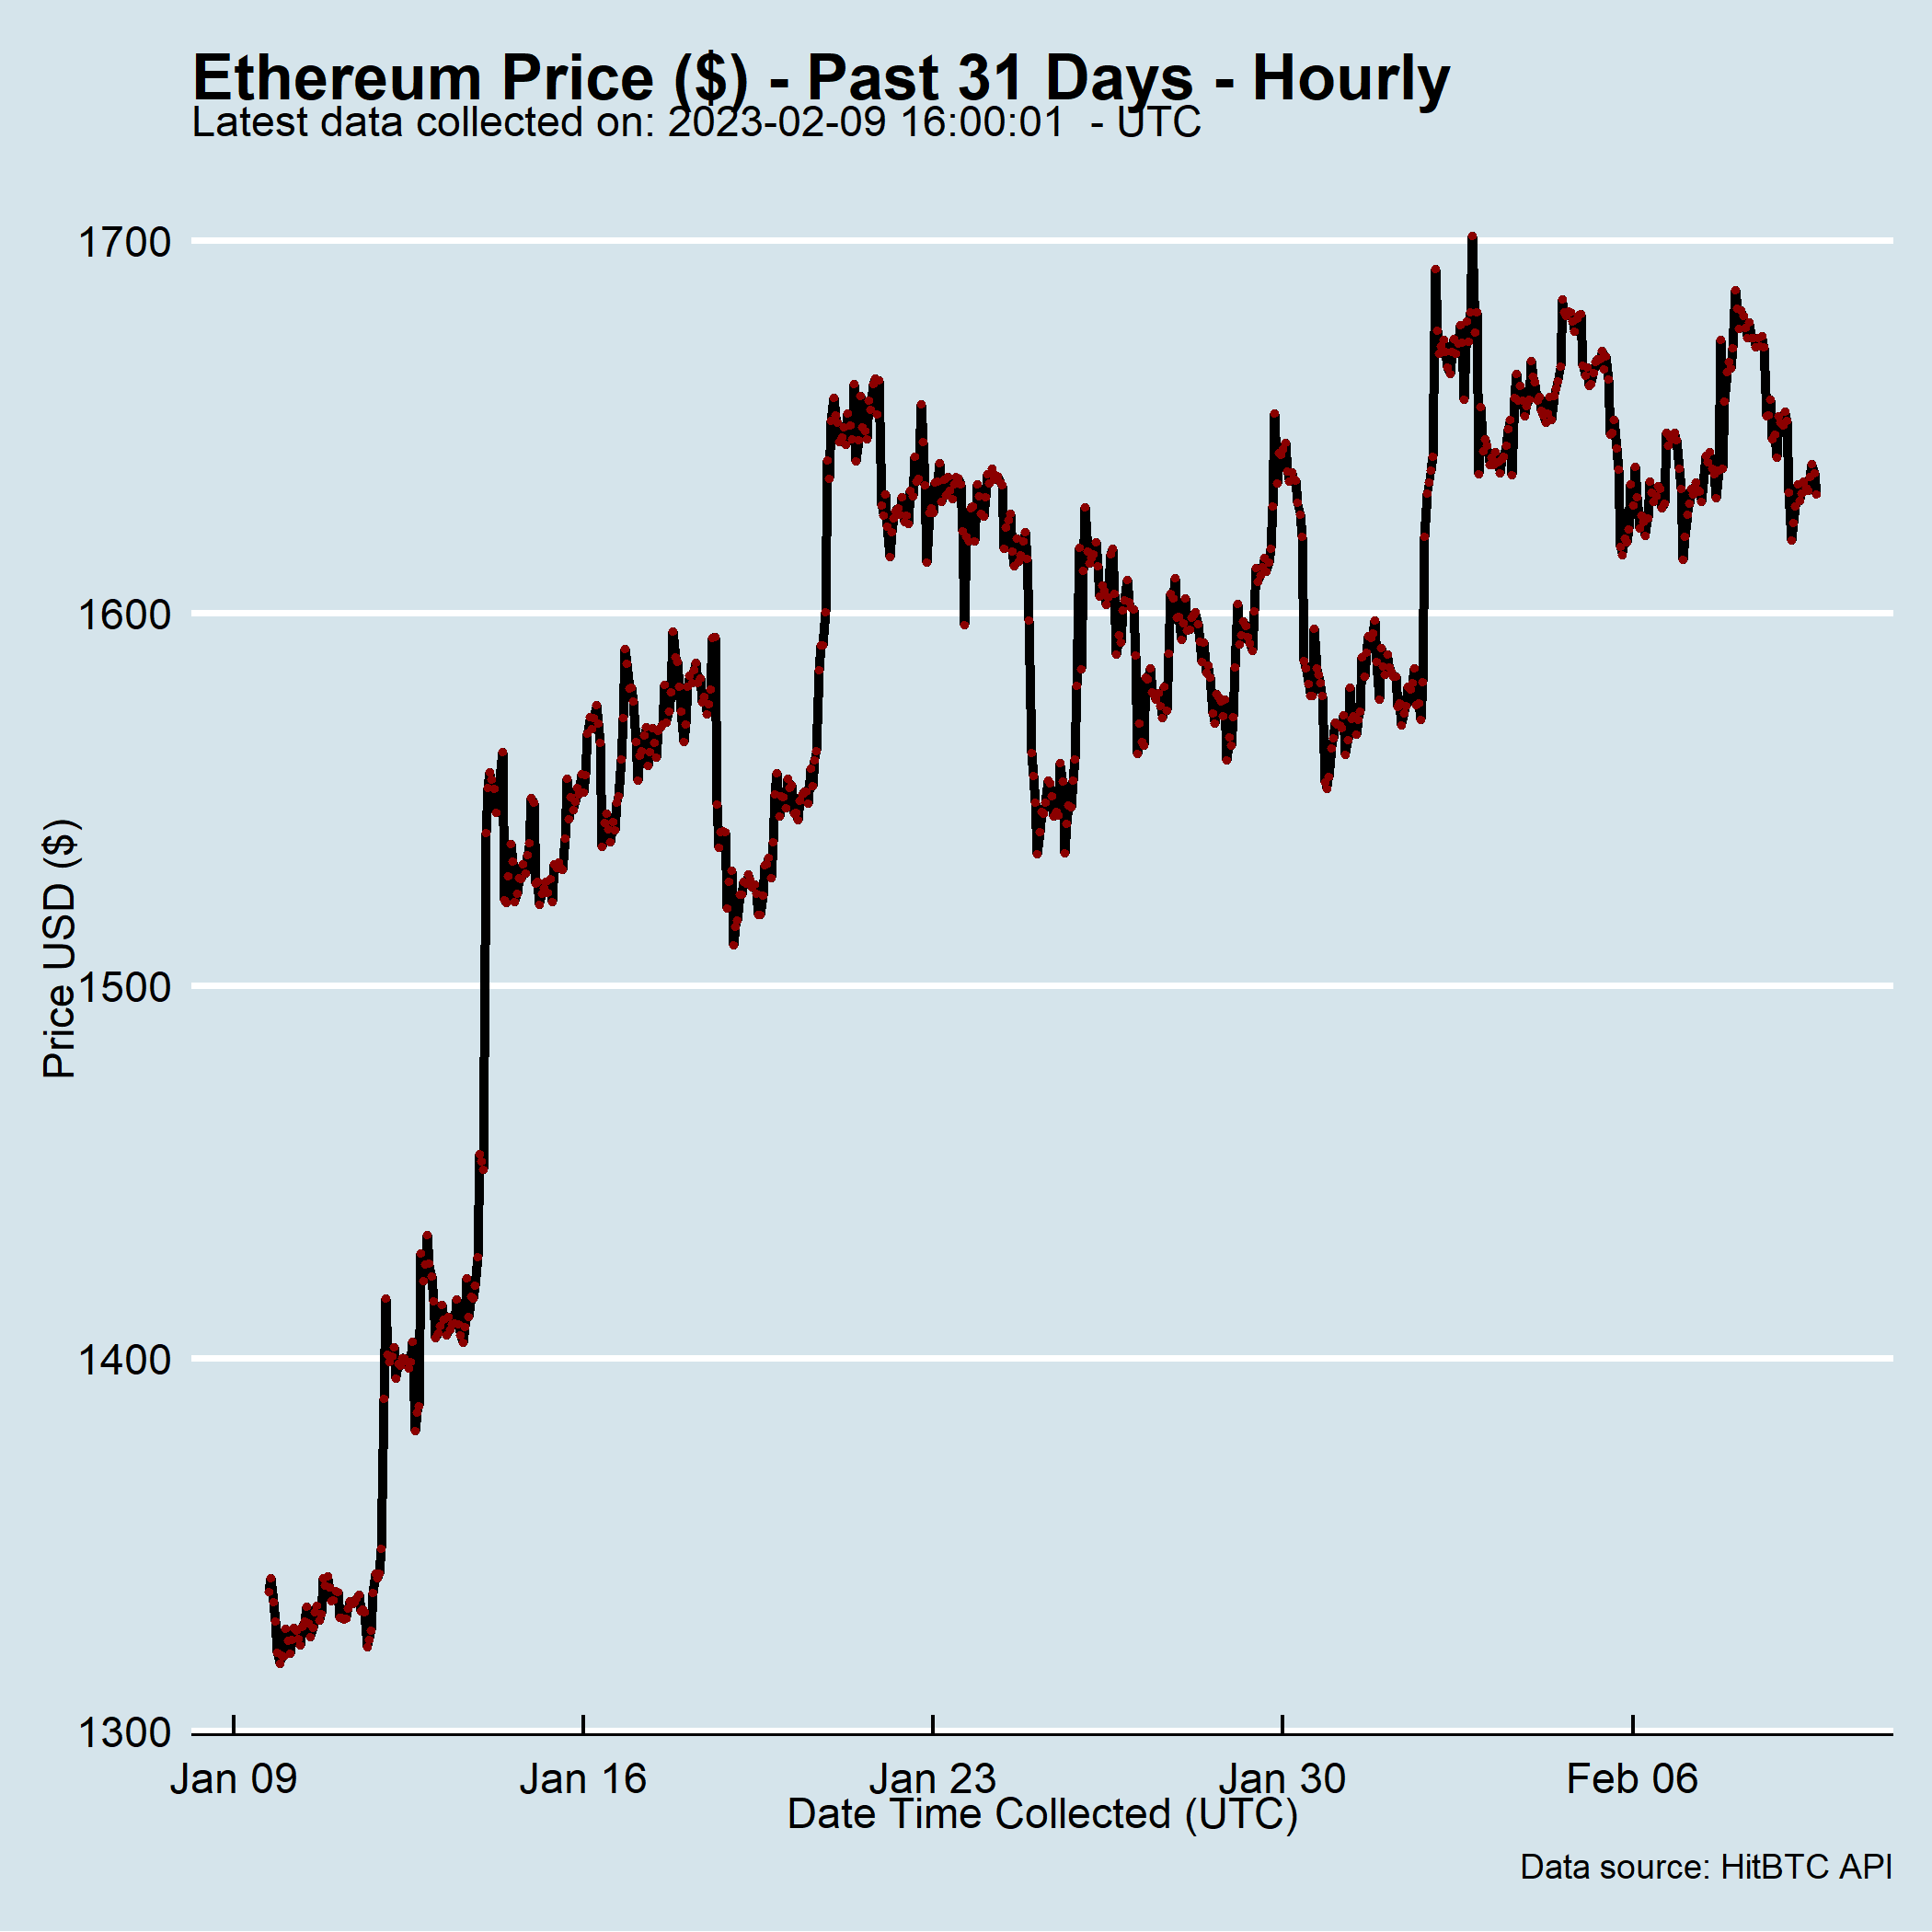 Ethereum Price ($) - Past 31 Days - Hourly
Latest data collected on: 2023-02-09 16:00:01  - UTC
Price USD ($)
1700
1600
1500
1400
1300
Jan 09 Jan 16 Jan 23 Jan 30 Feb 06
Date Time Collected (UTC)
Data source: HitBTC API